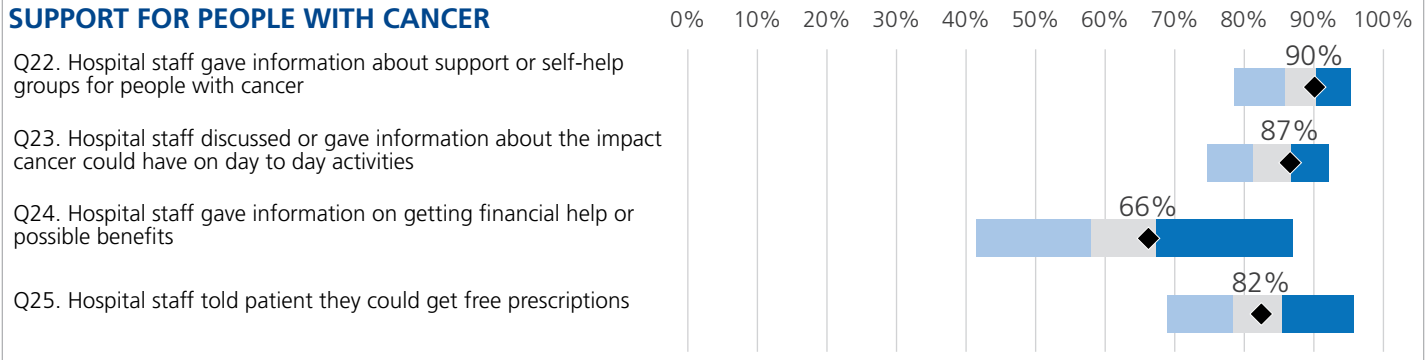 SUPPORT FOR PEOPLE WITH CANCER
0% 10% 20% 30% 40% 50% 60% 70% 80% 90% 100%
Q22. Hospital staff gave information about support or self-help
groups for people with cancer
90%
Q23. Hospital staff discussed or gave information about the impact
cancer could have on day to day activities
87%
Q24. Hospital staff gave information on getting financial help or
possible benefits
66%
Q25. Hospital staff told patient they could get free prescriptions
82%